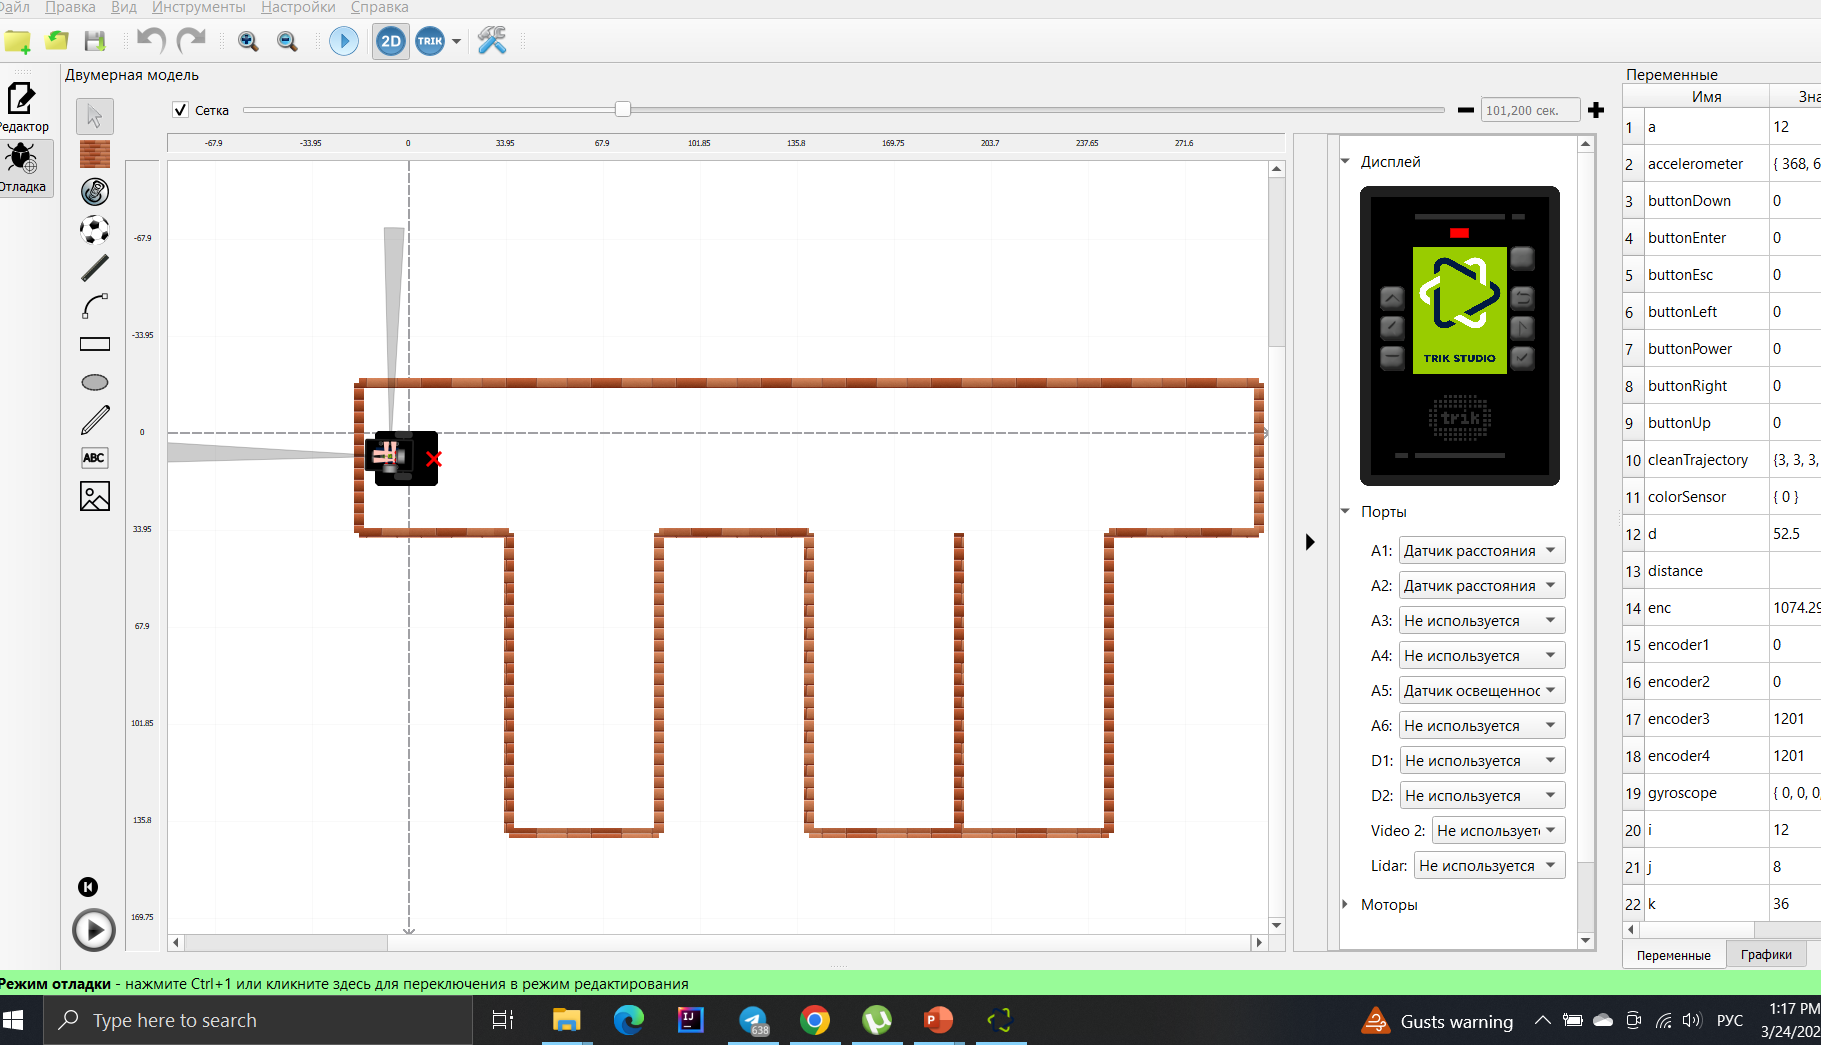 Файл Правка Вид Инструменты Настройки Справка
2D TRIK
Двумерная модель
Переменные
Редактор
Отладка
Сетка
101,200 сек.
-67.9 -33.95 0 33.95 67.9 101.85 135.8 169.75 203.7 237.65 271.6
-67.9
-33.95
0
33.95
67.9
101.85
135.8
169.75
ABC
Дисплей
TRIK STUDIO
trik
Порты
A1: Датчик расстояния
A2: Датчик расстояния
A3: Не используется
A4: Не используется
A5: Датчик освещеннос
A6: Не используется
D1: Не используется
D2: Не используется
Video 2: Не используетс
Lidar: Не используется
Моторы
Имя Зна
1 a 12
2 accelerometer { 368, 6
3 buttonDown 0
4 buttonEnter 0
5 buttonEsc 0
6 buttonLeft 0
7 buttonPower 0
8 buttonRight 0
9 buttonUp 0
10 cleanTrajectory {3, 3, 3,
11 colorSensor { 0 }
12 d 52.5
13 distance
14 enc 1074.29
15 encoder1 0
16 encoder2 0
17 encoder3 1201
18 encoder4 1201
19 gyroscope { 0, 0, 0,
20 i 12
21 j 8
22 k 36
Переменные Графики
Режим отладки - нажмите Ctrl+1 или кликните здесь для переключения в режим редактирования
Type here to search
IJ
638
P
Gusts warning
РУС
1:17 PM
3/24/202